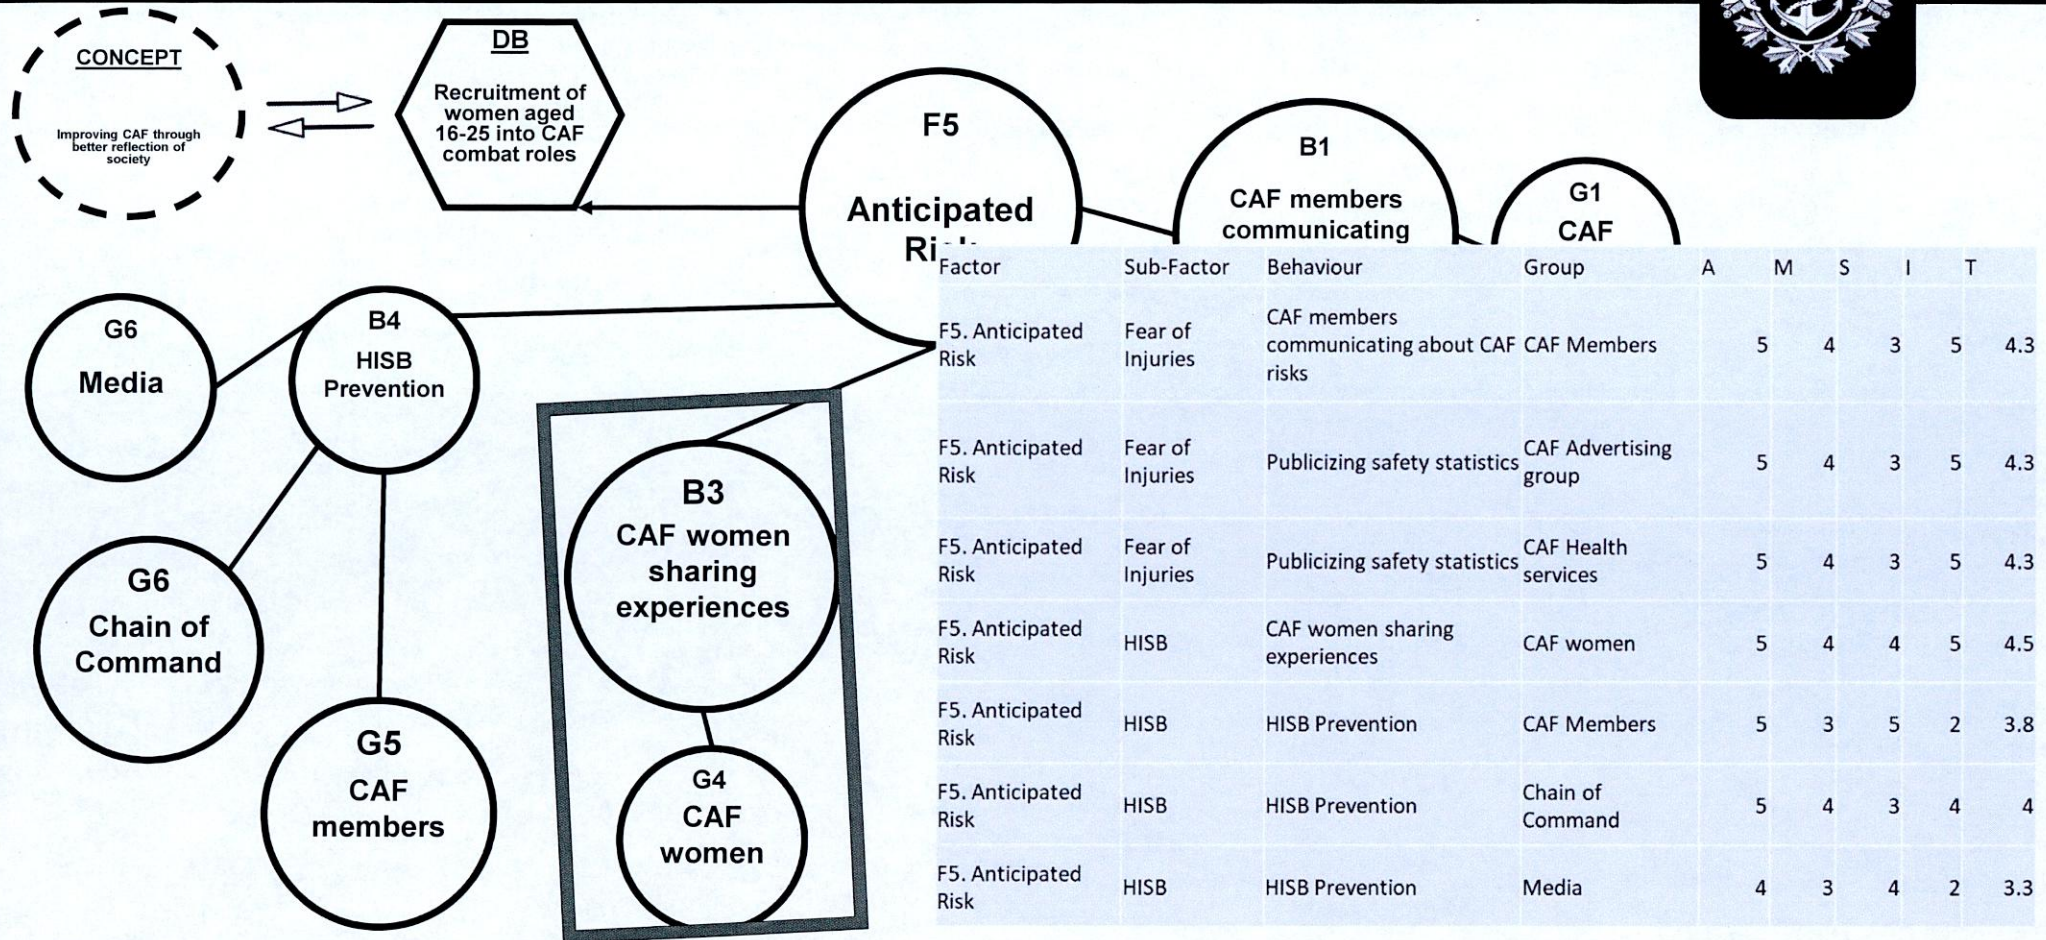 CONCEPT
Improving CAF through
better reflection of
society
DB
Recruitment of
women aged
16-25 into CAF
combat roles
F5
Anticipated
B1
CAF members
communicating
G1
CAF
G6
Media
B4
HISB
Prevention
G6
Chain of
Command
G5
CAF
members
B3
CAF women
sharing
experiences
G4
CAF
women
Factor Sub-Factor Behaviour Group A M S I T
F5. Anticipated
Risk
Fear of
Injuries
CAF members
communicating about CAF
risks
CAF Members
5 4 3 5 4.3
F5. Anticipated
Risk
Fear of
Injuries
Publicizing safety statistics
CAF Advertising
group
5 4 3 5 4.3
F5. Anticipated
Risk
Fear of
Injuries
Publicizing safety statistics
CAF Health
services
5 4 3 5 4.3
F5. Anticipated
Risk
HISB
CAF women sharing
experiences
CAF women
5 4 4 5 4.5
F5. Anticipated
Risk
HISB
HISB Prevention
CAF Members
5 3 5 2 3.8
F5. Anticipated
Risk
HISB
HISB Prevention
Chain of
Command
5 4 3 4 4
F5. Anticipated
Risk
HISB
HISB Prevention
Media
4 3 4 2 3.3